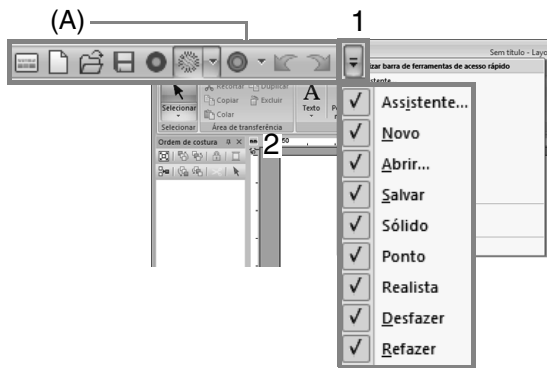 (A)
1
Sem título - Layo
zar barra de ferramentas de acesso rápido
Selecionar
Recortar
Duplicar
Copiar
Excluir
Colar
A
Texto
Selecionar
Área de transferência
Ordem de costura
2
Assistente...
Novo
Abrir...
Salvar
Sólido
Ponto
Realista
Desfazer
Refazer